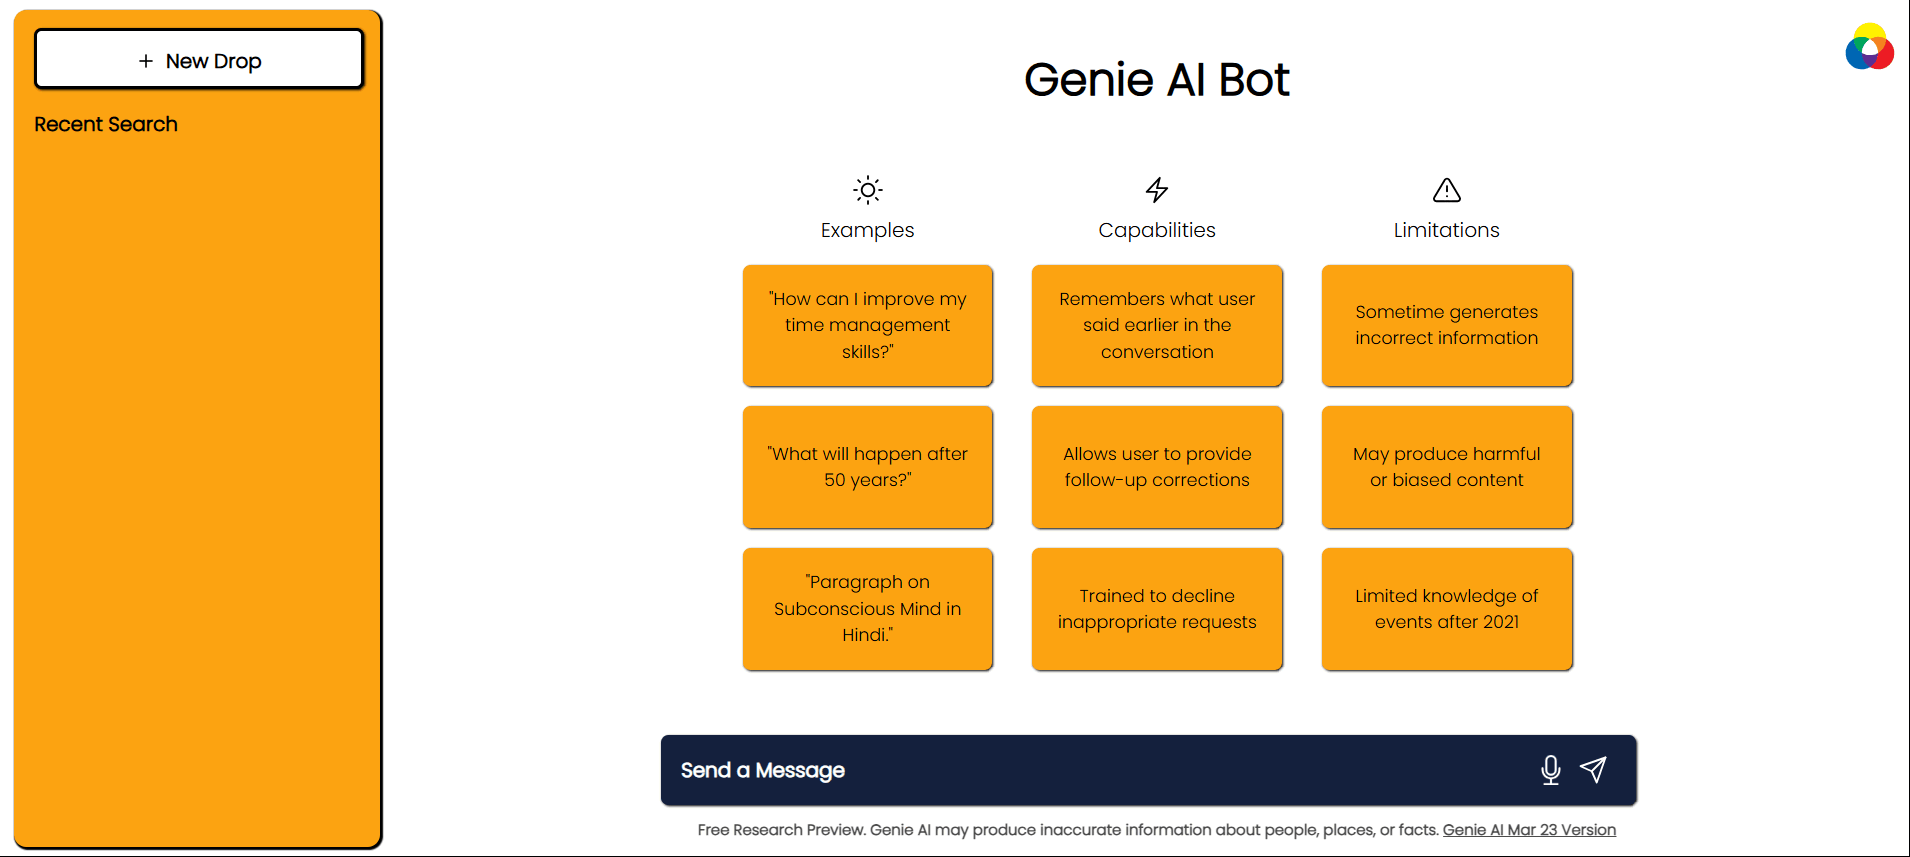 + New Drop
Recent Search
Genie AI Bot
Examples
"How can I improve my
time management
skills?"
"What will happen after
50 years?"
"Paragraph on
Subconscious Mind in
Hindi."
Capabilities
Remembers what user
said earlier in the
conversation
Allows user to provide
follow-up corrections
Trained to decline
inappropriate requests
Limitations
Sometime generates
incorrect information
May produce harmful
or biased content
Limited knowledge of
events after 2021
Send a Message
Free Research Preview. Genie AI may produce inaccurate information about people, places, or facts. Genie AI Mar 23 Version